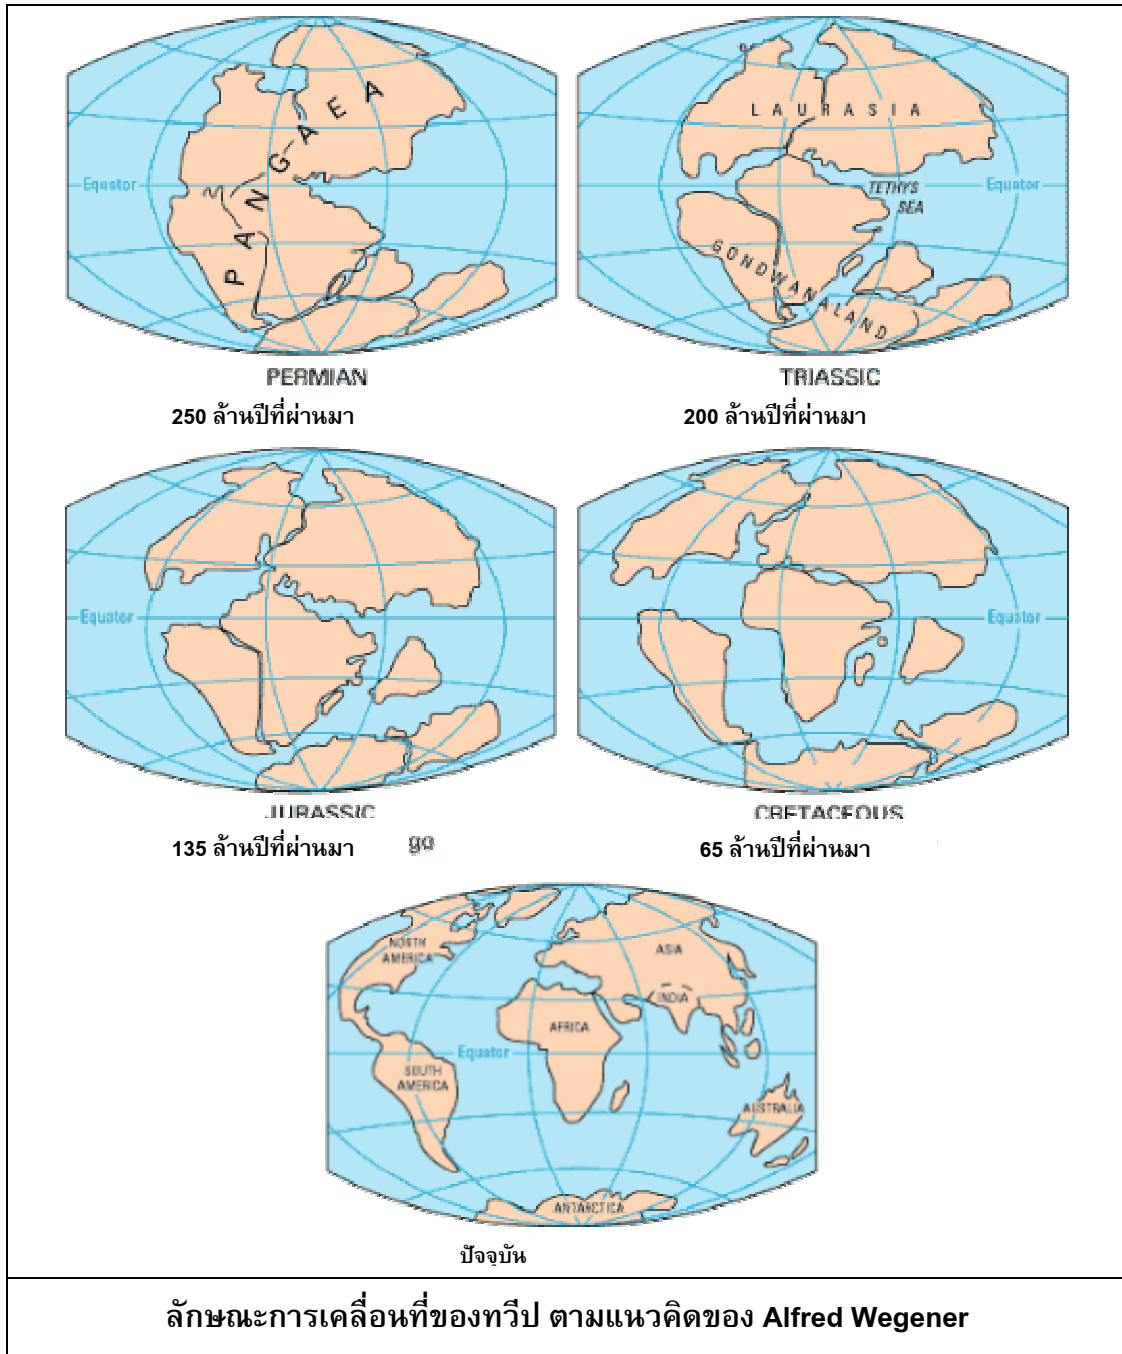 PANGAEA
Equator
PERMIAN
250 ล้านปีที่ผ่านมา
LAURASIA
TETHYS
SEA
Equator
GONDWANALAND
TRIASSIC
200 ล้านปีที่ผ่านมา
Equator
JURASSIC
135 ล้านปีที่ผ่านมา go
Equator
CRETACEOUS
65 ล้านปีที่ผ่านมา
NORTH
AMERICA
ASIA
INDIA
AFRICA
Equator
SOUTH
AMERICA
AUSTRALIA
ANTARCTICA
ปัจจุบัน
ลักษณะการเคลื่อนที่ของทวีป ตามแนวคิดของ Alfred Wegener